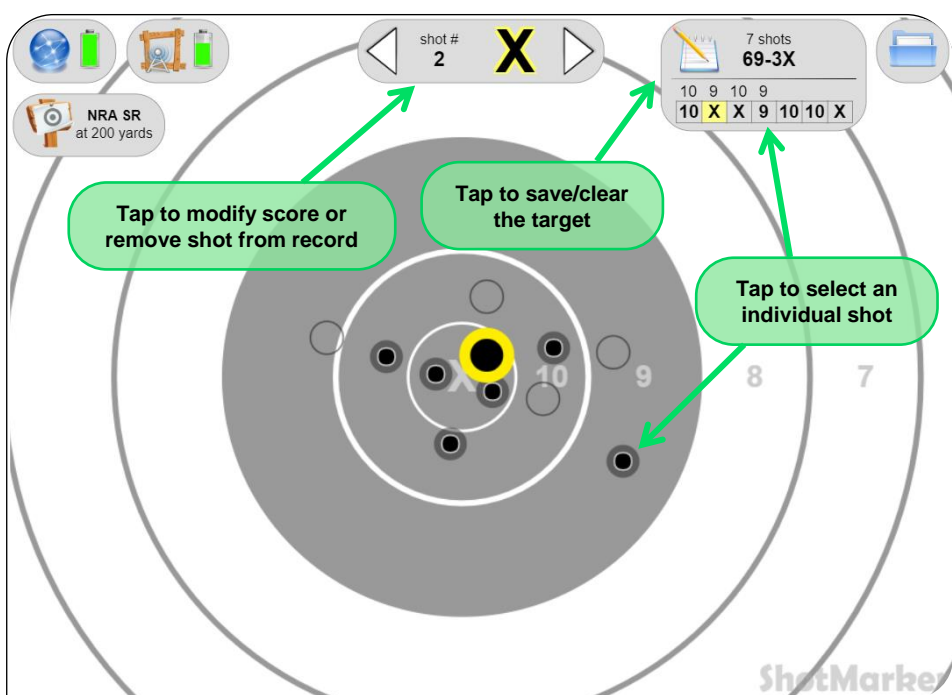 shot #
2
X
7 shots
69-3X
10 9 10 9
10 X X 9 10 10 X
NRA SR
at 200 yards
Tap to modify score or
remove shot from record
Tap to save/clear
the target
Tap to select an
individual shot
X 10 9 8 7
ShotMarker